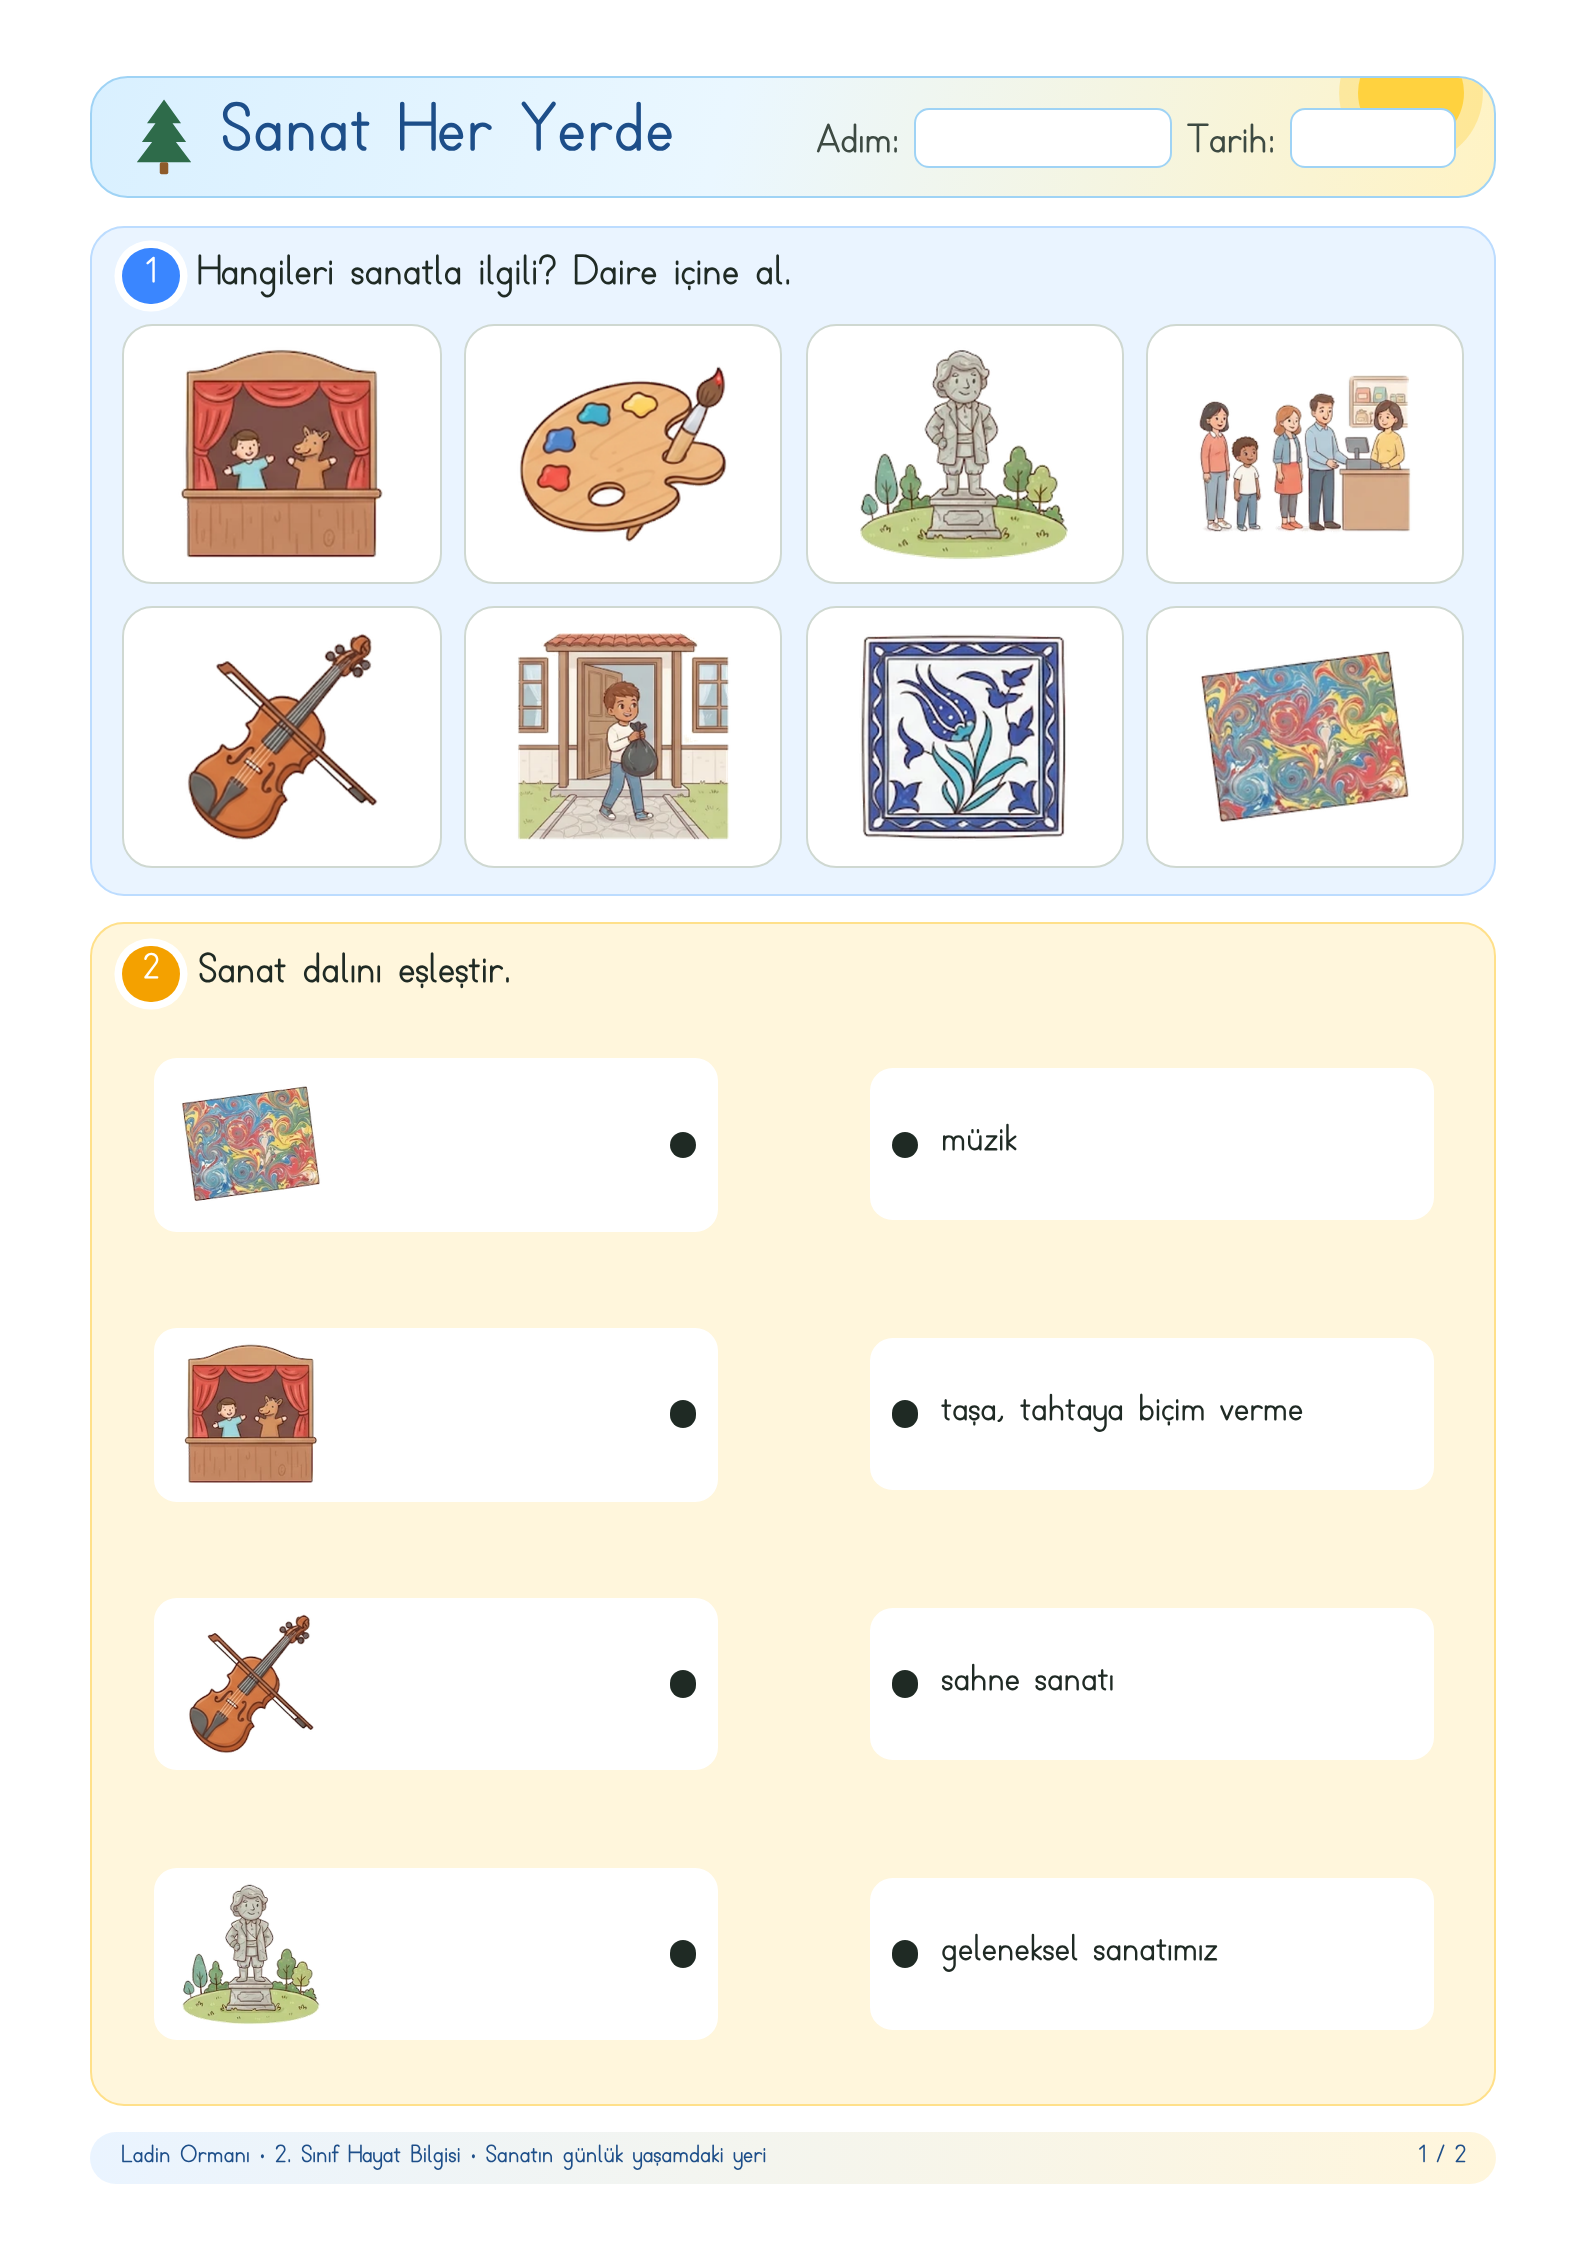 Sanat Her Yerde
Adım:
Tarih:
1 Hangileri sanatla ilgili? Daire içine al.
2 Sanat dalını eşleştir.
müzik
taşa, tahtaya biçim verme
sahne sanatı
geleneksel sanatımız
Ladin Ormanı • 2. Sınıf Hayat Bilgisi • Sanatın günlük yaşamdaki yeri
1 / 2